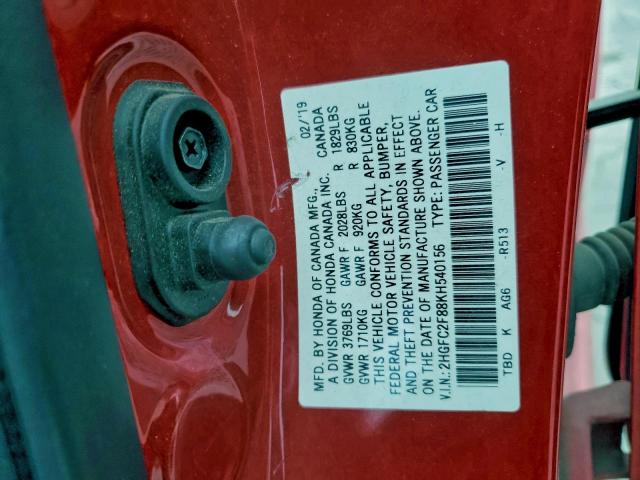 MFD. BY HONDA OF CANADA MFG., 02/'19
A DIVISION OF HONDA CANADA INC. CANADA
GVWR 3769LBS GAWR F 2028LBS R 1829LBS
GVWR 1710KG GAWR F 920KG R 830KG
THIS VEHICLE CONFORMS TO ALL APPLICABLE
FEDERAL MOTOR VEHICLE SAFETY, BUMPER,
AND THEFT PREVENTION STANDARDS IN EFFECT
ON THE DATE OF MANUFACTURE SHOWN ABOVE.
V.I.N.: 2HGFC2F88KH540156 TYPE: PASSENGER CAR
TBD K AG6 -R513 -V -H